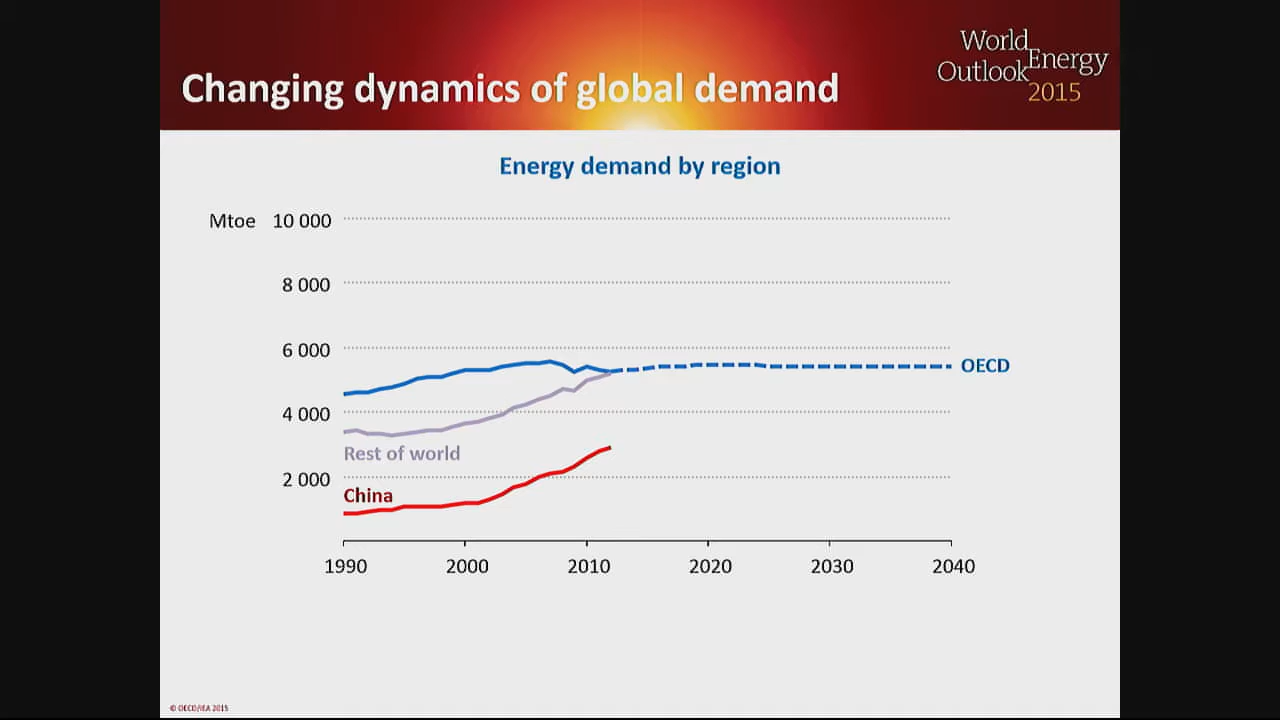 Changing dynamics of global demand
World
Energy
Outlook
2015
Energy demand by region
Mtoe 10 000
8 000
6 000
OECD
4 000
Rest of world
2 000
China
1990 2000 2010 2020 2030 2040
© OECD/IEA 2015